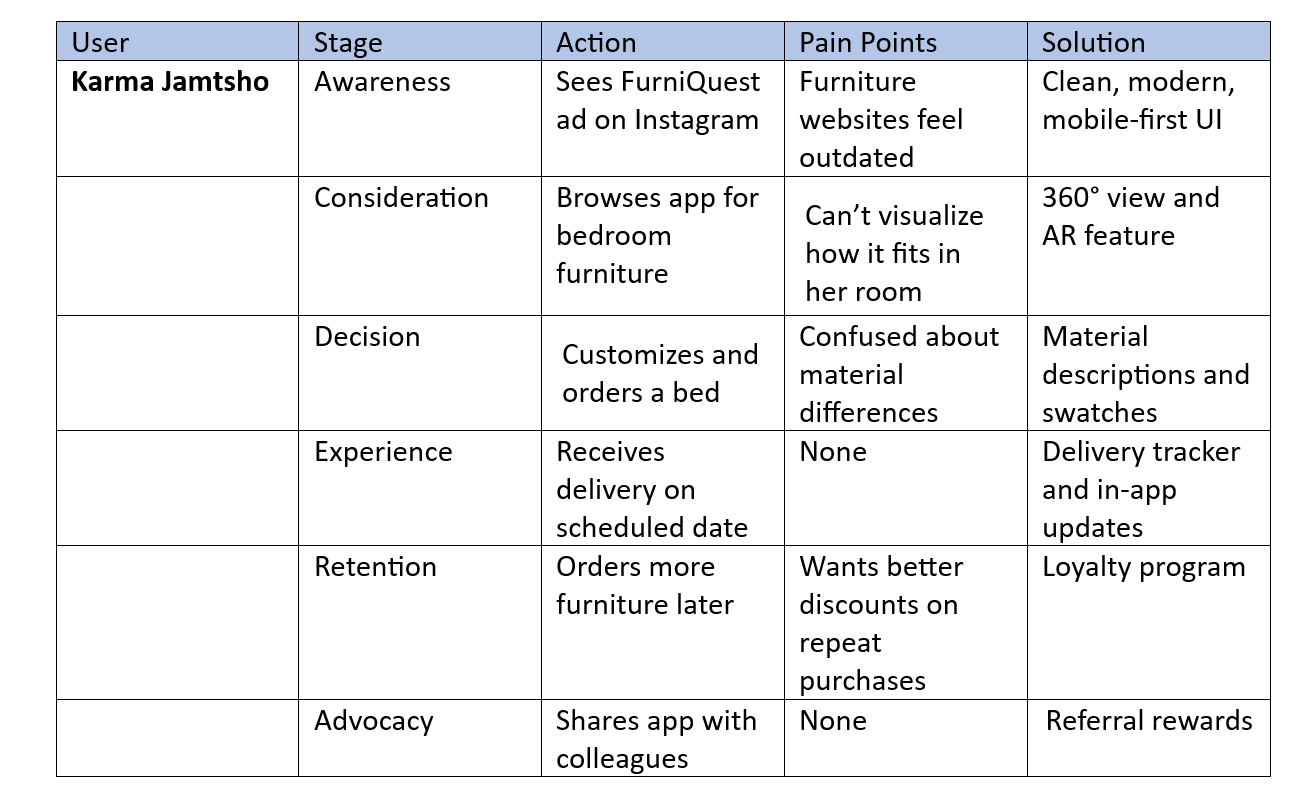 User Stage Action Pain Points Solution
Karma Jamtsho
Awareness
Sees FurniQuest
ad on Instagram
Furniture
websites feel
outdated
Clean, modern,
mobile-first UI
Consideration
Browses app for
bedroom
furniture
Can’t visualize
how it fits in
her room
360° view and
AR feature
Decision
Customizes and
orders a bed
Confused about
material
differences
Material
descriptions and
swatches
Experience
Receives
delivery on
scheduled date
None
Delivery tracker
and in-app
updates
Retention
Orders more
furniture later
Wants better
discounts on
repeat
purchases
Loyalty program
Advocacy
Shares app with
colleagues
None
Referral rewards